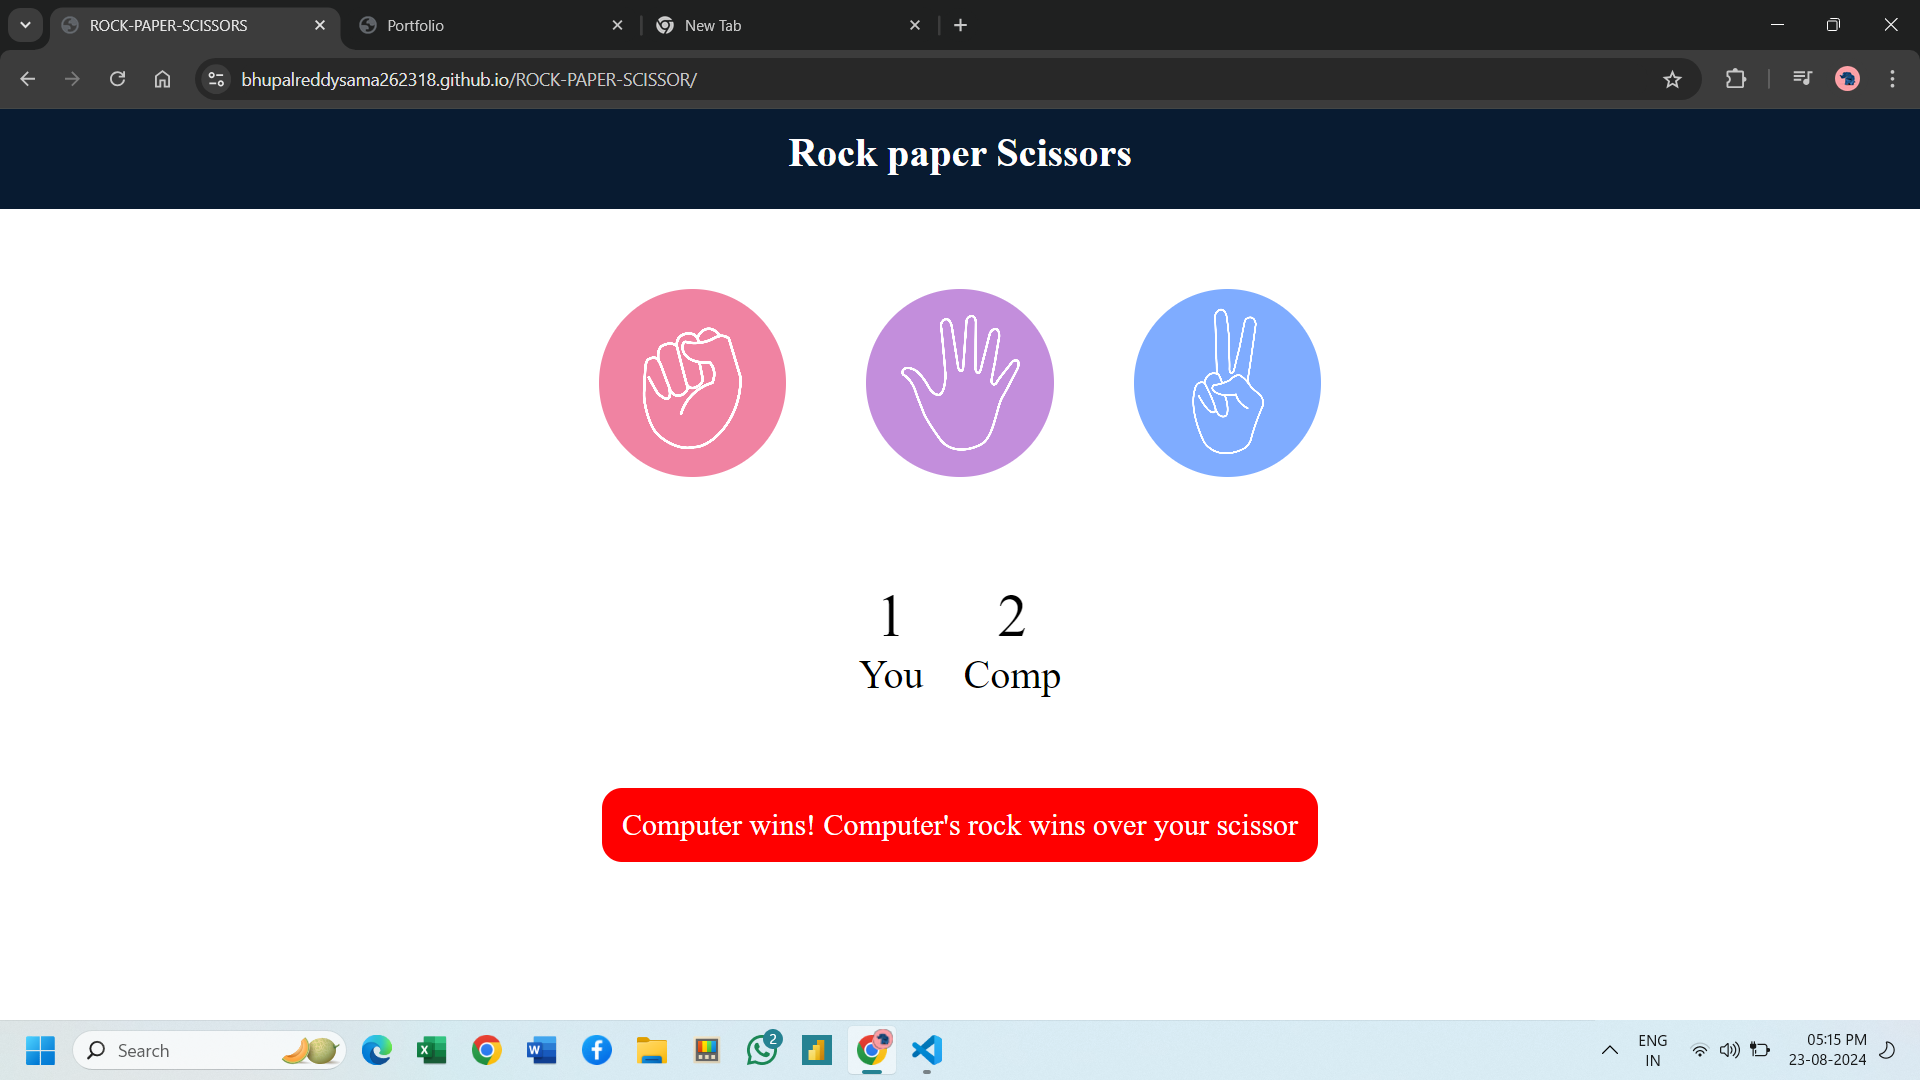 ROCK-PAPER-SCISSORS
Portfolio
New Tab
bhupalreddysama262318.github.io/ROCK-PAPER-SCISSOR/
Rock paper Scissors
1 2
You Comp
Computer wins! Computer's rock wins over your scissor
Search
2
ENG
IN
05:15 PM
23-08-2024